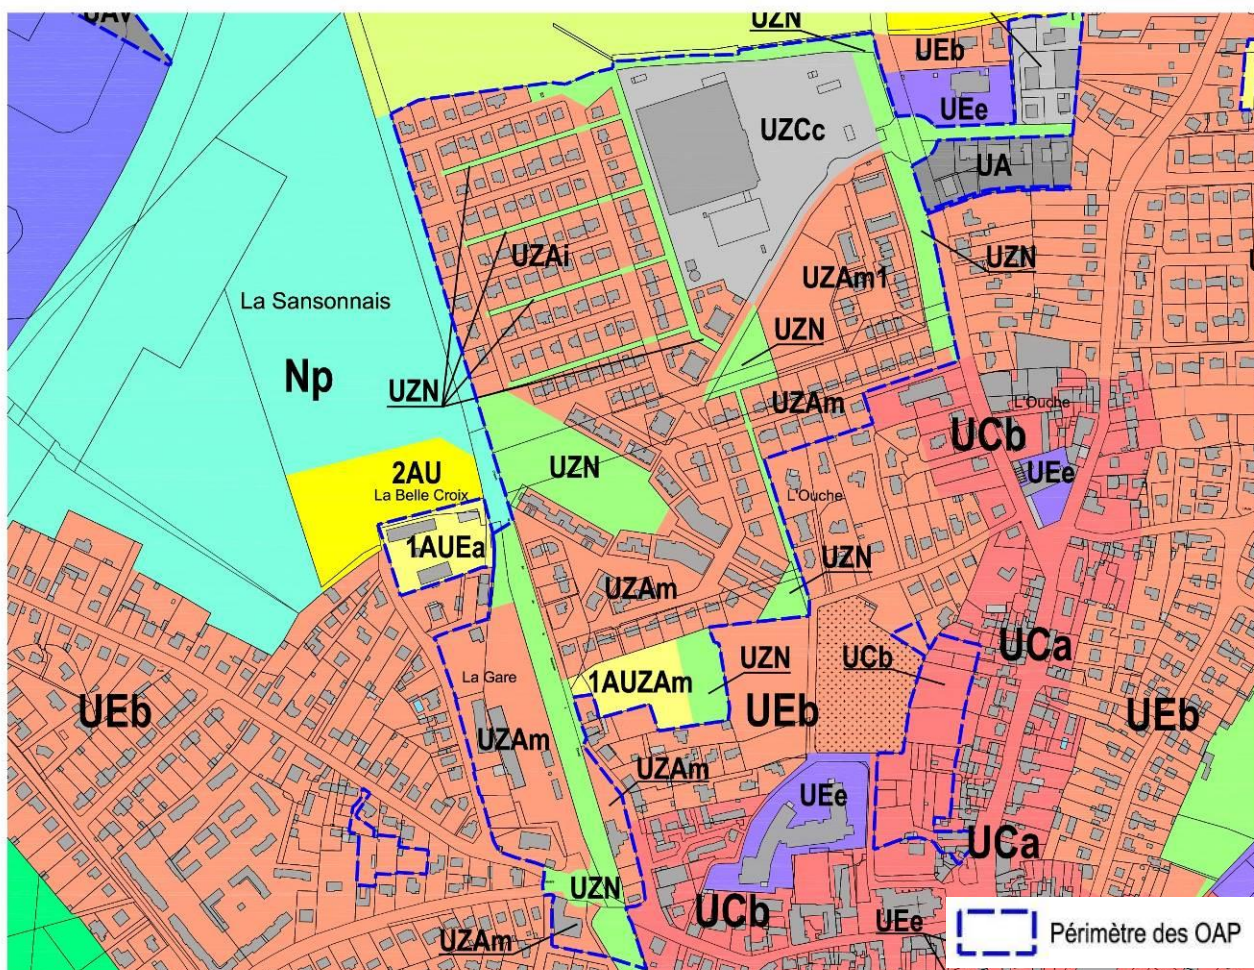 UAv
UZN
UEb
UEe
UZCc
UA
UZAi
UZN
La Sansonnais
UZAm1
Np
UZN
UZN
UZAm
L'Ouche
UCb
2AU
UZN
UEe
La Belle Croix
L'Ouche
1AUEa
UZN
UZAm
UCa
UZN
UCb
La Gare
1AUZAm
UEb
UEb
UEb
UZAm
UZAm
UEe
UCa
UZN
UCb
UEe
UZAm
Périmètre des OAP